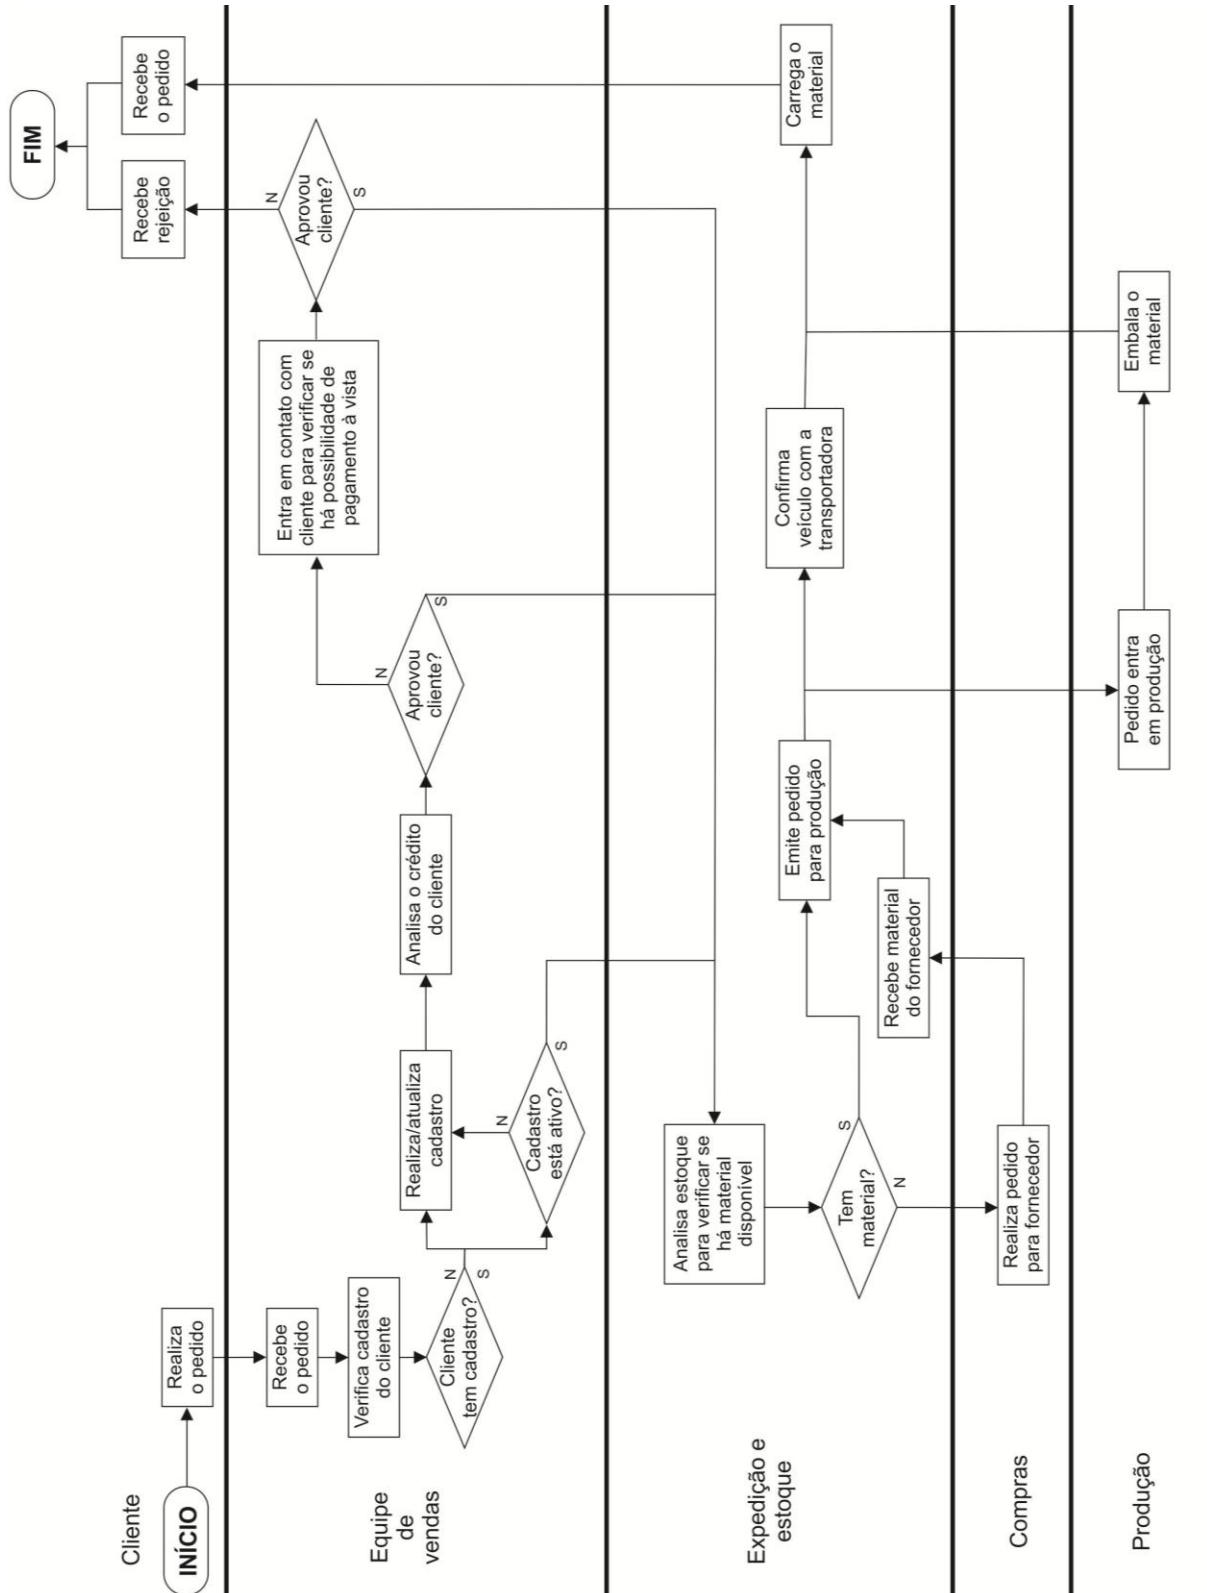 Cliente
INÍCIO
Realiza
o pedido
Recebe
rejeição
Recebe
o pedido
FIM
Equipe
de
vendas
Recebe
o pedido
Verifica cadastro
do cliente
Cliente
tem cadastro?
N
S
Realiza/atualiza
cadastro
Cadastro
está ativo?
N
S
Analisa o crédito
do cliente
Aprovou
cliente?
N
S
Entra em contato com
cliente para verificar se
há possibilidade de
pagamento à vista
Aprovou
cliente?
N
S
Expedição e
estoque
Analisa estoque
para verificar se
há material
disponível
Tem
material?
S
N
Recebe material
do fornecedor
Emite pedido
para produção
Confirma
veículo com a
transportadora
Carrega o
material
Compras
Realiza pedido
para fornecedor
Produção
Pedido entra
em produção
Embala o
material